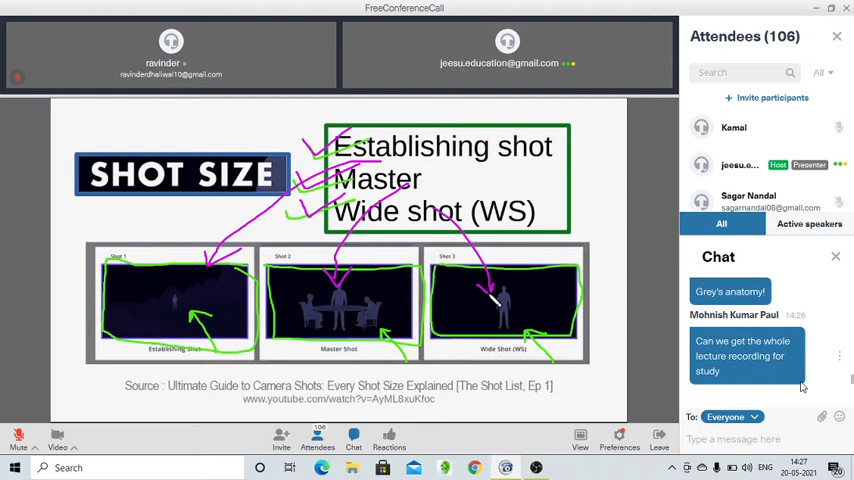 FreeConferenceCall
ravinder
ravinderdhaliwal10@gmail.com
jeesu.education@gmail.com
SHOT SIZE
Establishing shot
Master
Wide shot (WS)
Shot 1
Shot 2
Shot 3
Establishing Shot
Master Shot
Wide Shot (WS)
Source : Ultimate Guide to Camera Shots: Every Shot Size Explained [The Shot List, Ep 1]
www.youtube.com/watch?v=AyML8xuKfoc
Attendees (106)
Search
All
+ Invite participants
Kamal
jeesu.e...
Host
Presenter
Sagar Nandal
sagarnandal08@gmail.com
All
Active speakers
Chat
Grey's anatomy!
Mohnish Kumar Paul 14:26
Can we get the whole
lecture recording for
study
To: Everyone
Type a message here
Mute
Video
Invite
106
Attendees
Chat
Reactions
View
Preferences
Leave
Search
ENG
14:27
20-05-2021
20